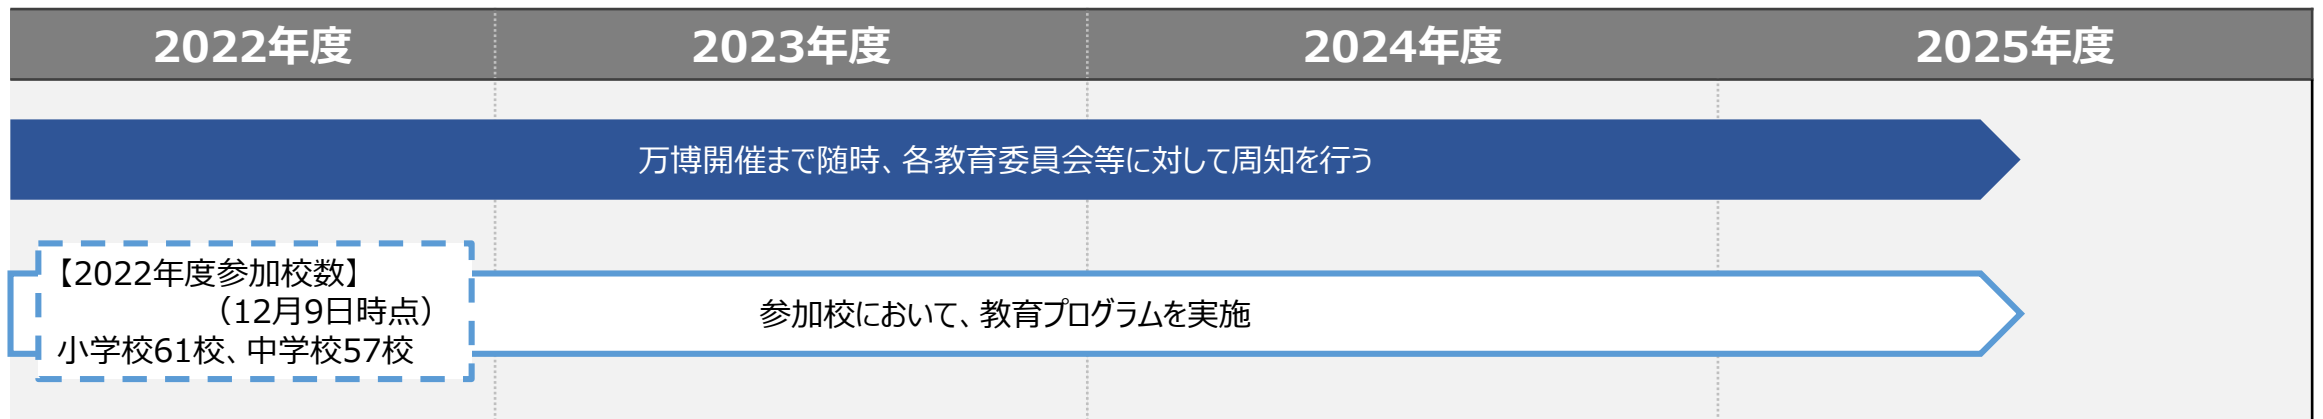 2022年度 2023年度 2024年度 2025年度
万博開催まで随時、各教育委員会等に対して周知を行う
【2022年度参加校数】
（12月9日時点）
小学校61校、中学校57校
参加校において、教育プログラムを実施